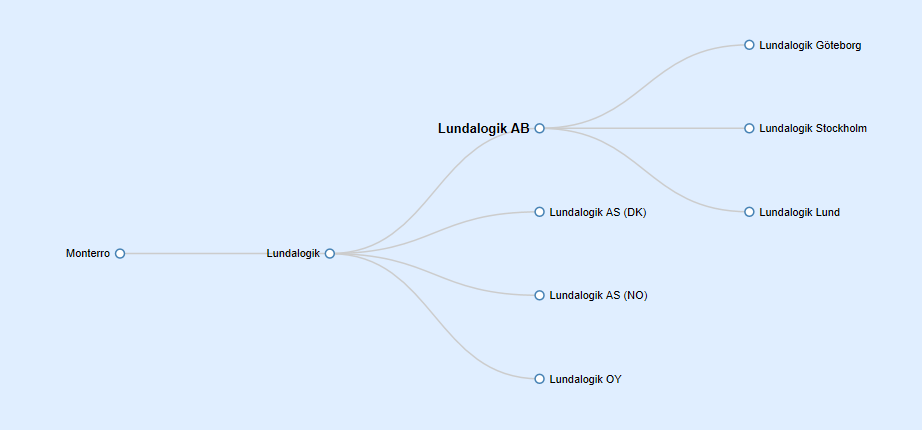 Lundalogik Göteborg
Lundalogik AB
Lundalogik Stockholm
Lundalogik AS (DK)
Lundalogik Lund
Monterro
Lundalogik
Lundalogik AS (NO)
Lundalogik OY